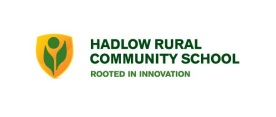 HADLOW RURAL
COMMUNITY SCHOOL
ROOTED IN INNOVATION